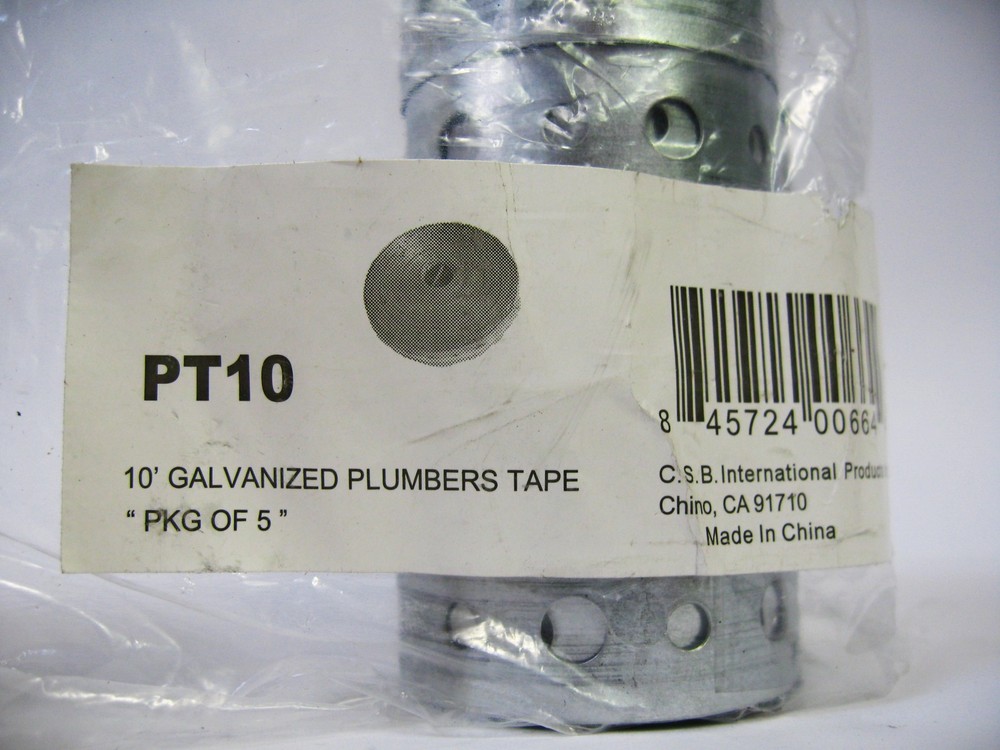 PT10
10' GALVANIZED PLUMBERS TAPE
“ PKG OF 5 ”
8 45724 00664
C.S.B. International
Chino, CA 91710
Made In China